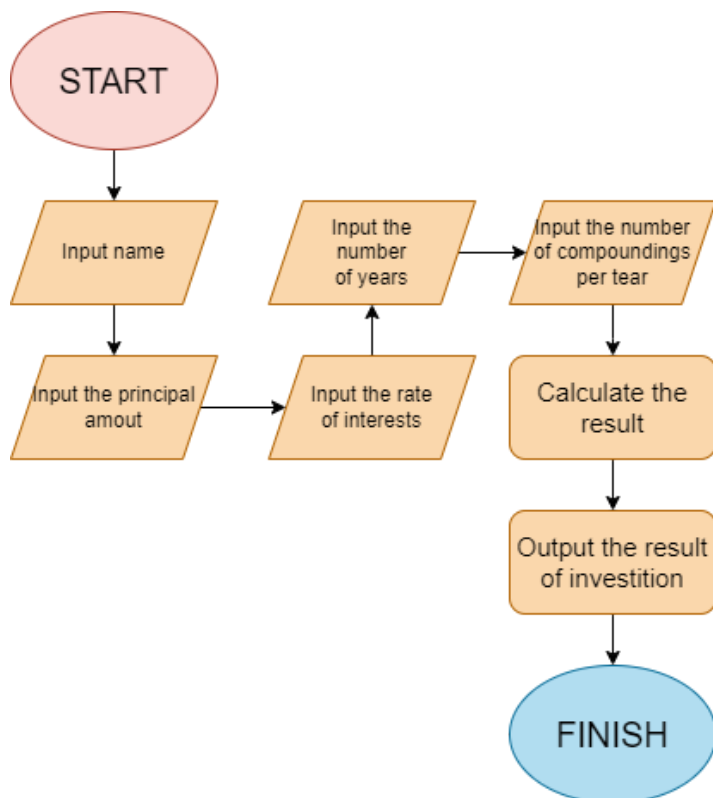 START
Input name
Input the principal
amout
Input the rate
of interests
Input the
number
of years
Input the number
of compoundings
per tear
Calculate the
result
Output the result
of investition
FINISH